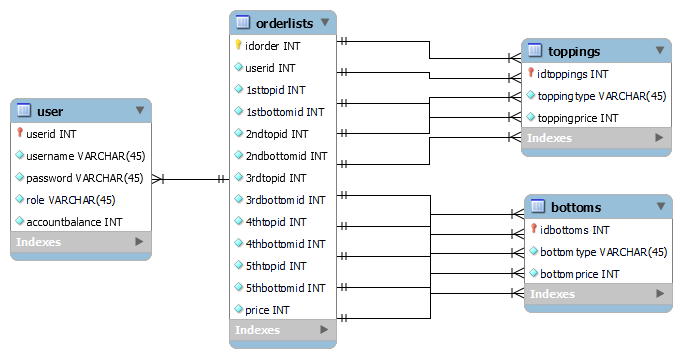 user
userid INT
username VARCHAR(45)
password VARCHAR(45)
role VARCHAR(45)
accountbalance INT
Indexes
orderlists
idorder INT
userid INT
1sttopid INT
1stbottomid INT
2ndtopid INT
2ndbottomid INT
3rdtopid INT
3rdbottomid INT
4thtopid INT
4thbottomid INT
5thtopid INT
5thbottomid INT
price INT
Indexes
toppings
idtoppings INT
toppingtype VARCHAR(45)
toppingprice INT
Indexes
bottoms
idbottoms INT
bottomtype VARCHAR(45)
bottomprice INT
Indexes